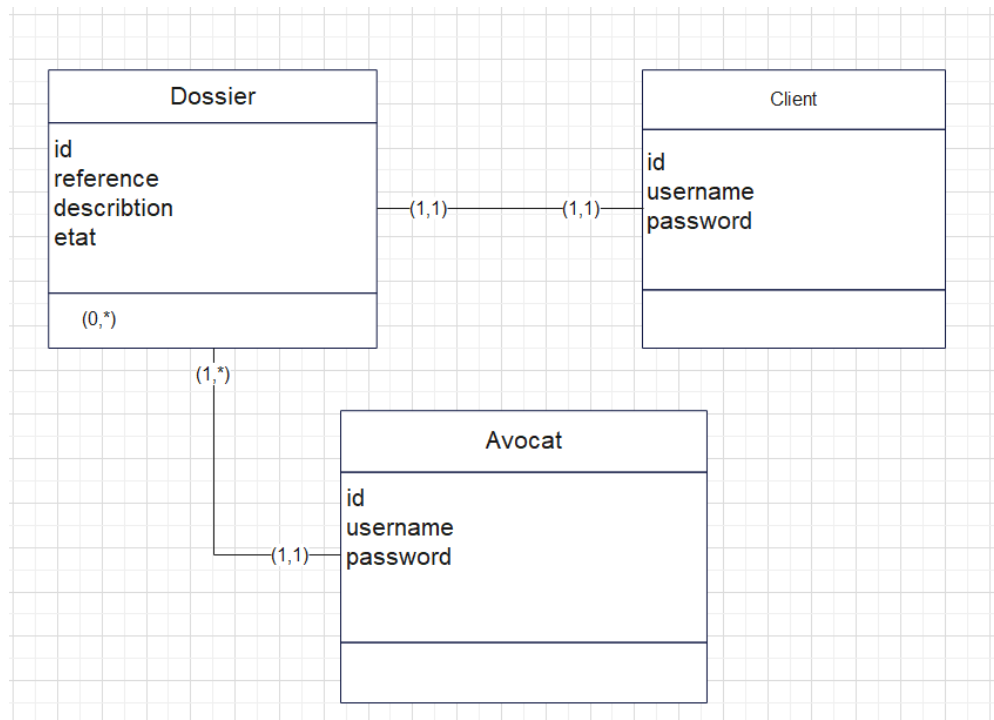 Dossier
id
reference
describtion
etat
(0,*)
Client
id
username
password
(1,1)
(1,1)
(1,*)
(1,1)
Avocat
id
username
password